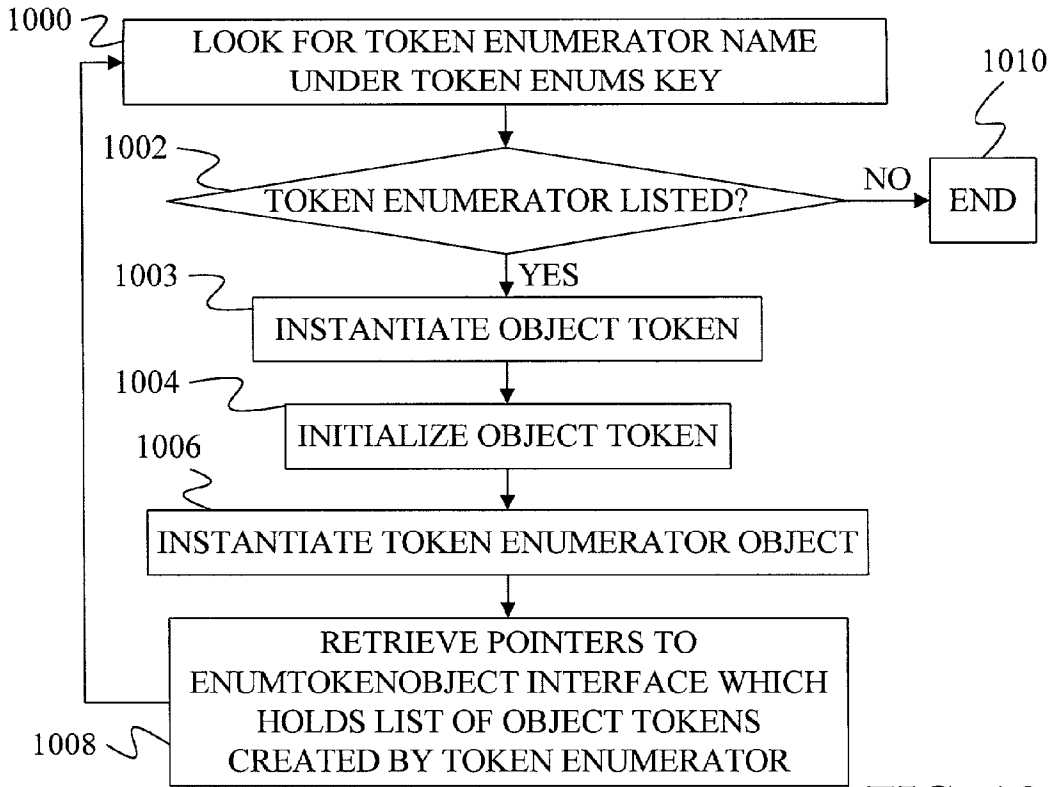 1000
LOOK FOR TOKEN ENUMERATOR NAME
UNDER TOKEN ENUMS KEY
1010
1002
TOKEN ENUMERATOR LISTED?
NO
END
YES
1003
INSTANTIATE OBJECT TOKEN
1004
INITIALIZE OBJECT TOKEN
1006
INSTANTIATE TOKEN ENUMERATOR OBJECT
RETRIEVE POINTERS TO
ENUMTOKENOBJECT INTERFACE WHICH
HOLDS LIST OF OBJECT TOKENS
CREATED BY TOKEN ENUMERATOR
1008